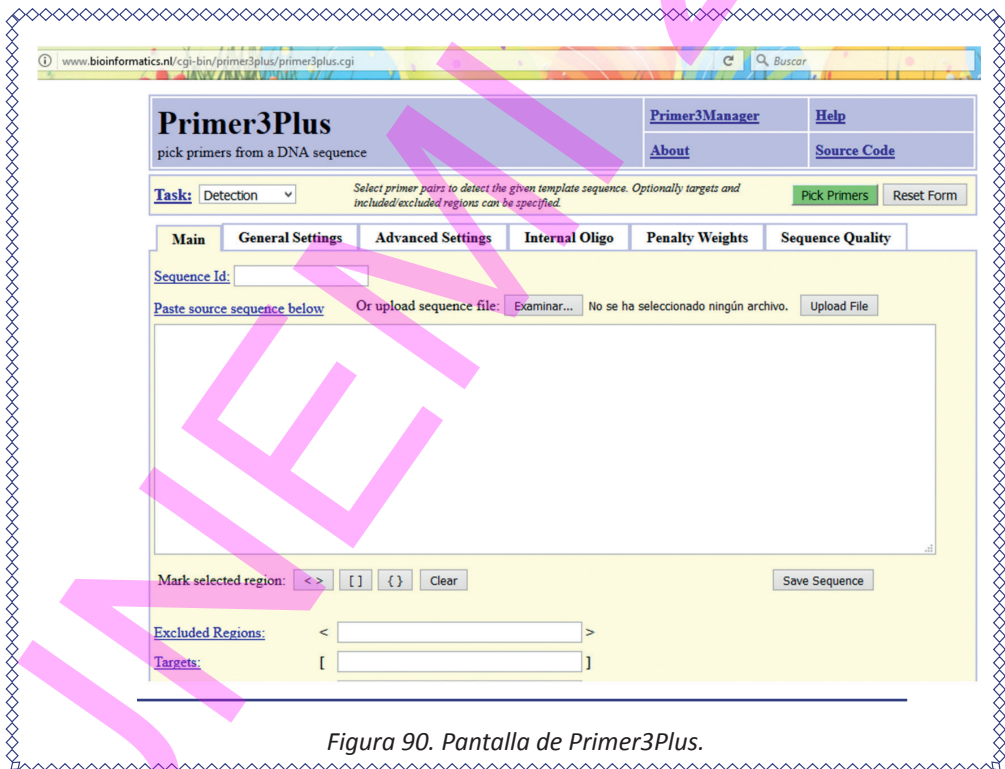 www.bioinformatics.nl/cgi-bin/primer3plus/primer3plus.cgi
Buscar
Primer3Plus
pick primers from a DNA sequence
Primer3Manager Help
About Source Code
Task: Detection
Select primer pairs to detect the given template sequence. Optionally targets and
included/excluded regions can be specified.
Pick Primers Reset Form
Main General Settings Advanced Settings Internal Oligo Penalty Weights Sequence Quality
Sequence Id:
Paste source sequence below Or upload sequence file: Examinar... No se ha seleccionado ningún archivo. Upload File
Mark selected region: < > [ ] { } Clear Save Sequence
Excluded Regions: < >
Targets: [ ]
Figura 90. Pantalla de Primer3Plus.